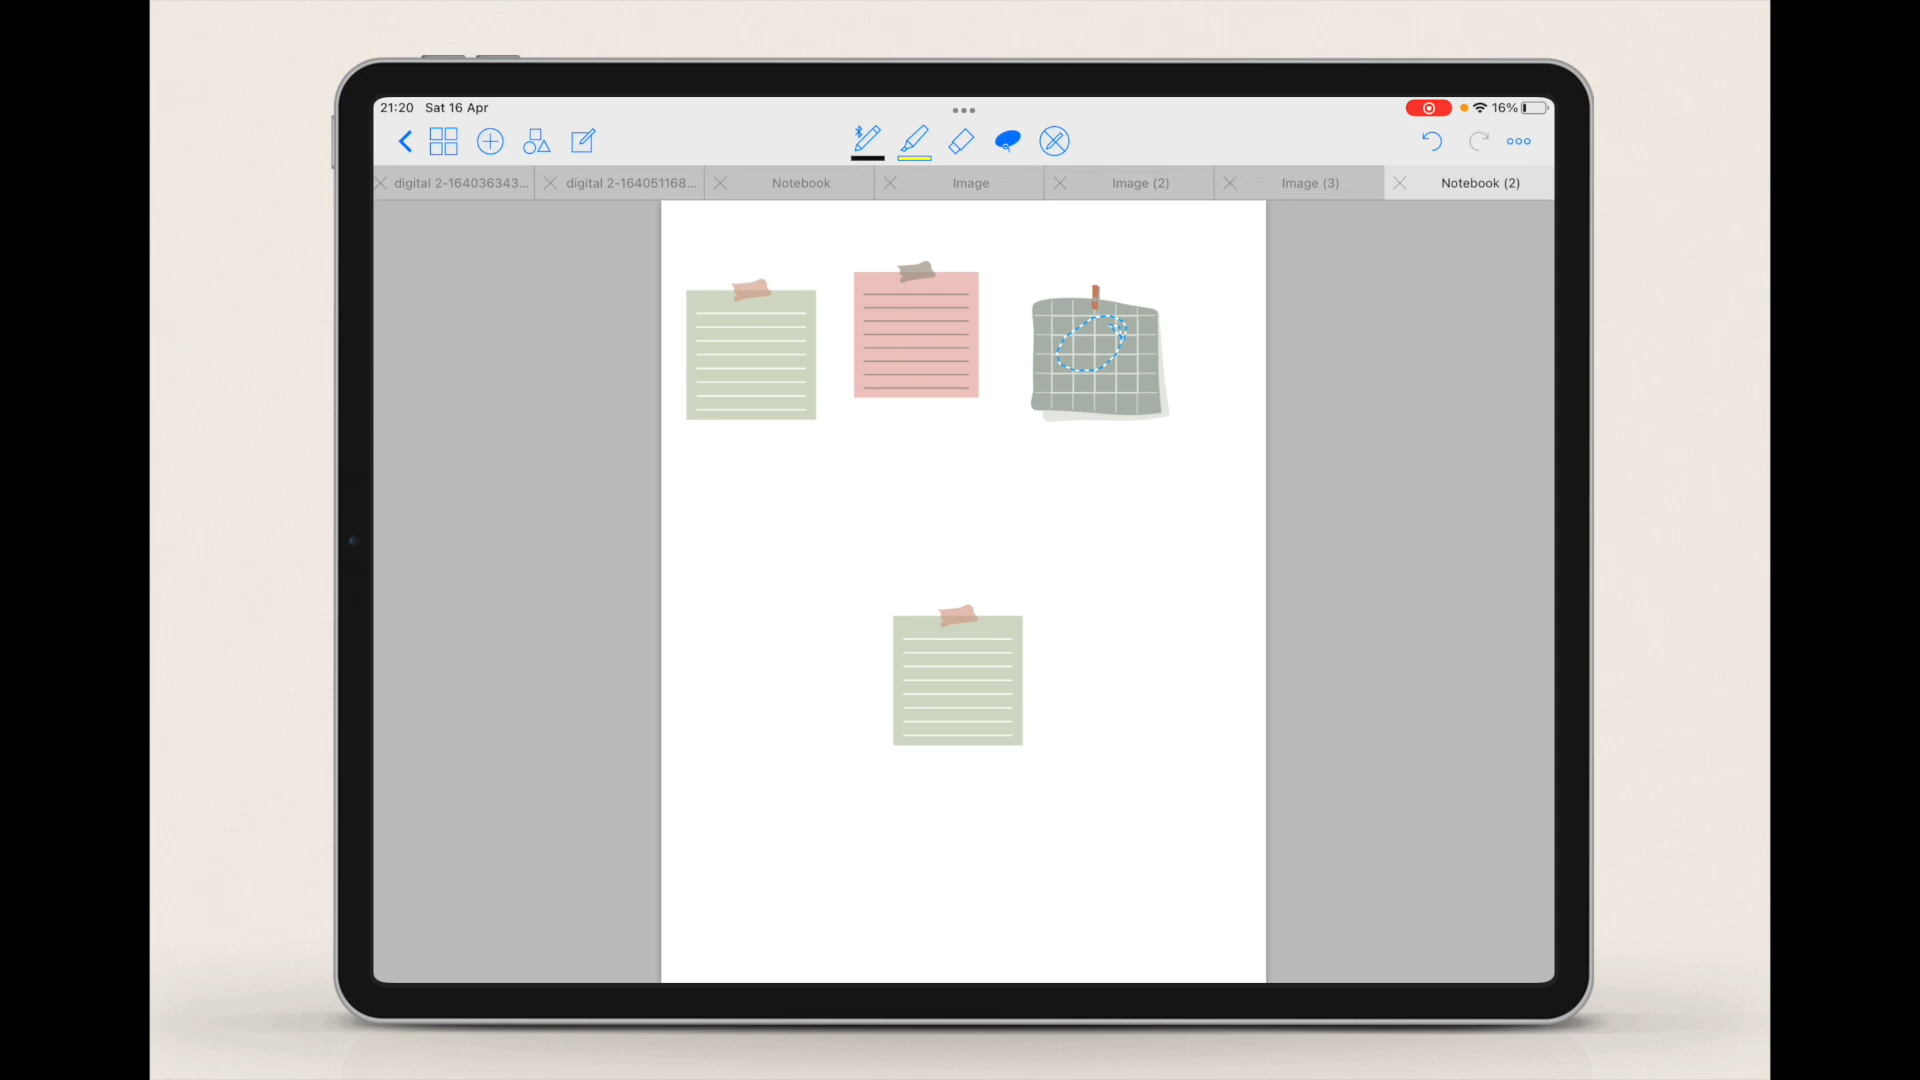 21:20 Sat 16 Apr 16%
digital 2-164036343... digital 2-164051168... Notebook Image Image (2) Image (3) Notebook (2)